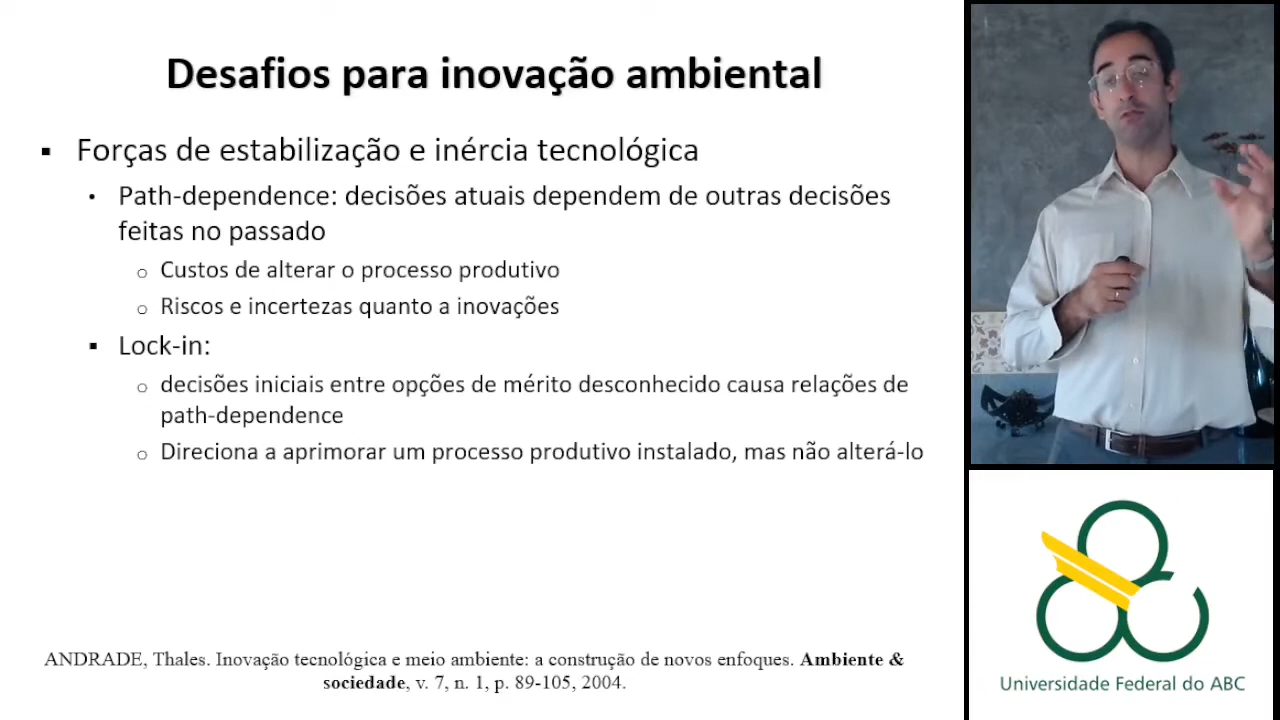 Desafios para inovação ambiental
▪ Forças de estabilização e inércia tecnológica
• Path-dependence: decisões atuais dependem de outras decisões
feitas no passado
o Custos de alterar o processo produtivo
o Riscos e incertezas quanto a inovações
▪ Lock-in:
o decisões iniciais entre opções de mérito desconhecido causa relações de
path-dependence
o Direciona a aprimorar um processo produtivo instalado, mas não alterá-lo
ANDRADE, Thales. Inovação tecnológica e meio ambiente: a construção de novos enfoques. Ambiente &
sociedade, v. 7, n. 1, p. 89-105, 2004.
Universidade Federal do ABC